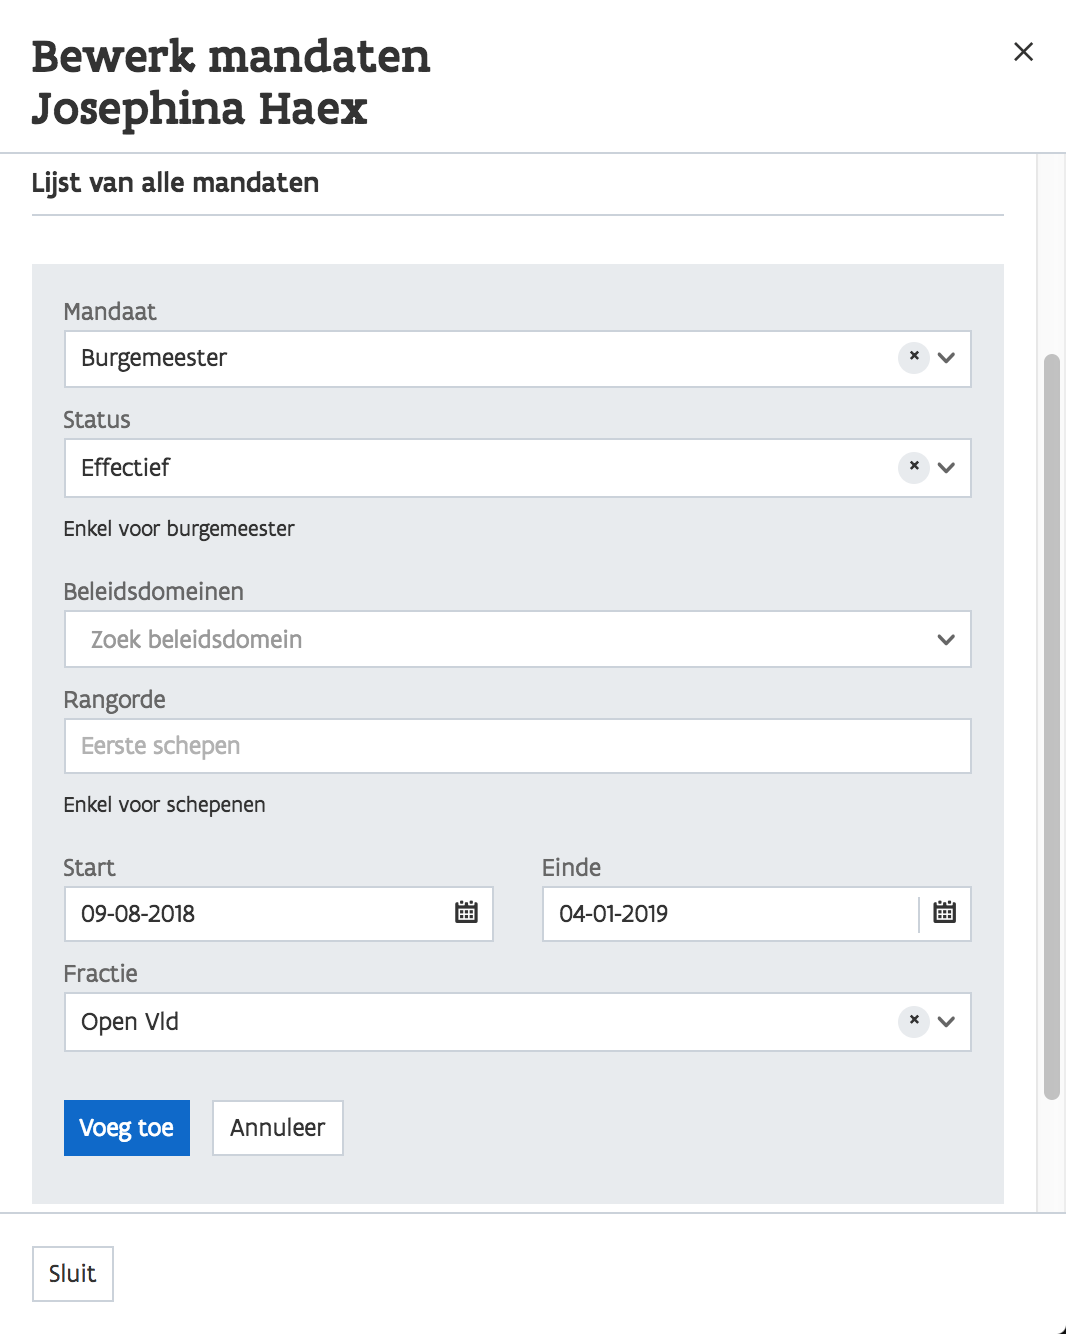 Bewerk mandaten
Josephina Haex
Lijst van alle mandaten
Mandaat
Burgemeester
Status
Effectief
Enkel voor burgemeester
Beleidsdomeinen
Zoek beleidsdomein
Rangorde
Eerste schepen
Enkel voor schepenen
Start
Einde
09-08-2018
04-01-2019
Fractie
Open Vld
Voeg toe
Annuleer
Sluit